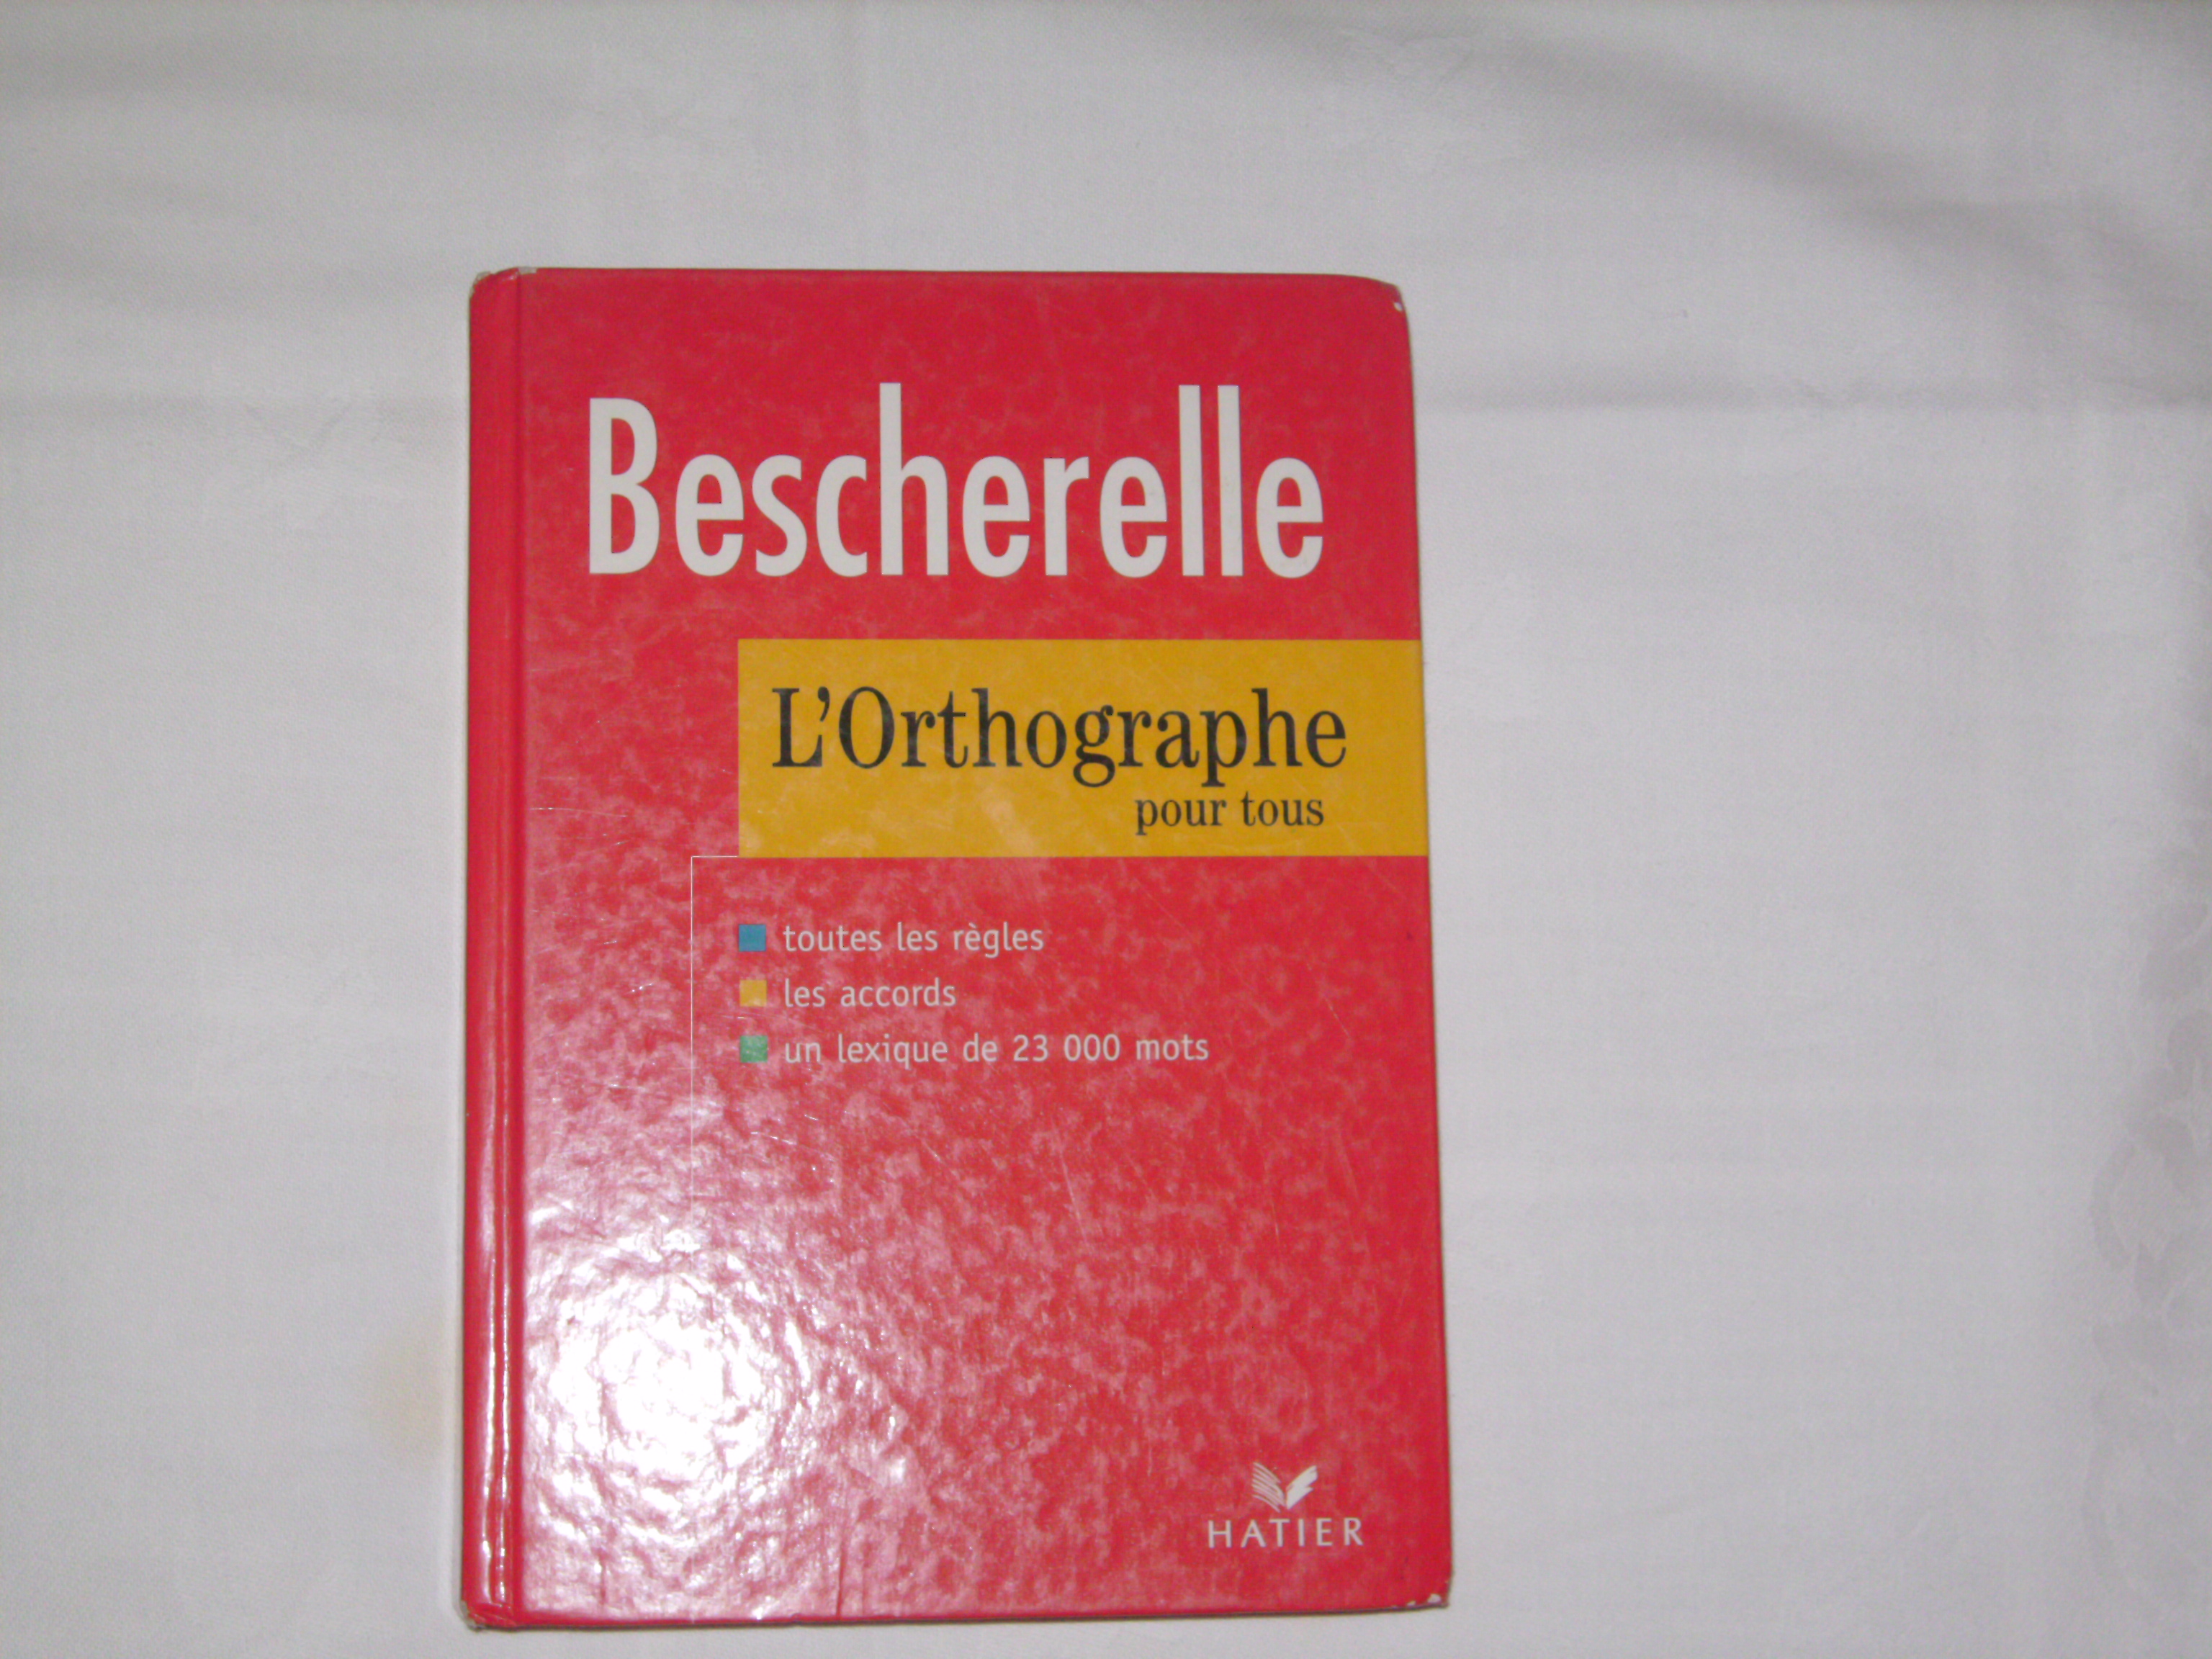 Bescherelle
L'Orthographe
pour tous
toutes les règles
les accords
un lexique de 23 000 mots
HATIER